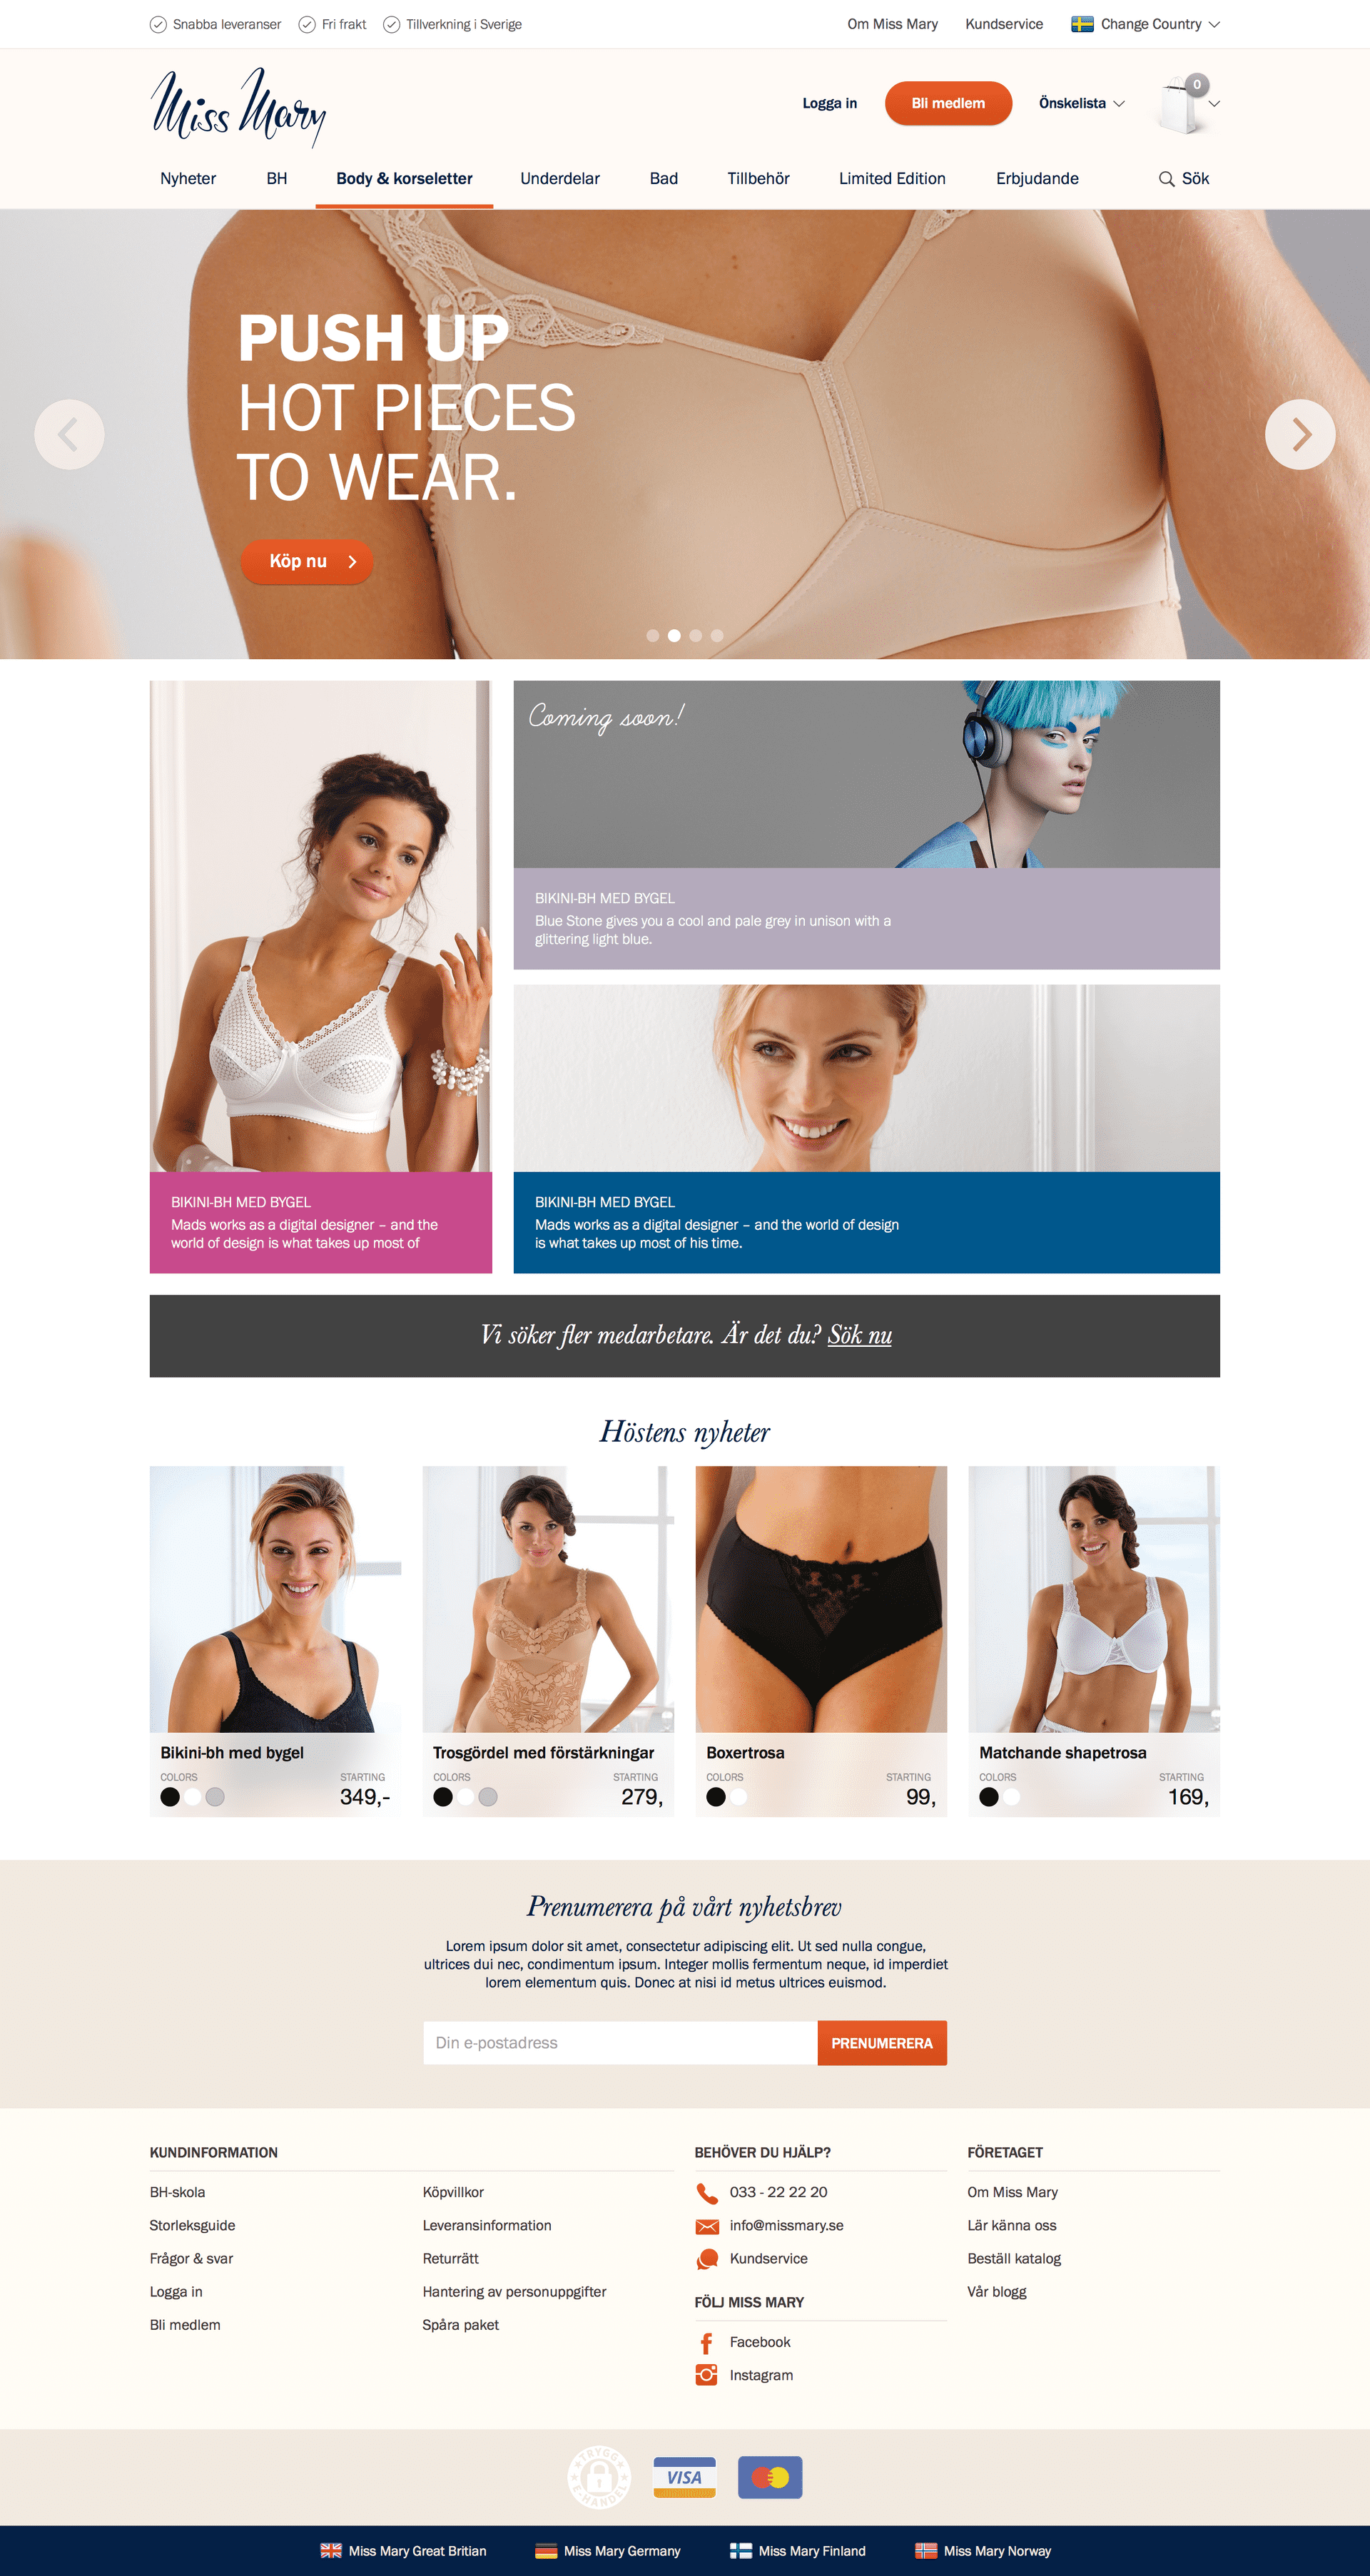 Snabba leveranser Fri frakt Tillverkning i Sverige Om Miss Mary Kundservice Change Country
Miss Mary
Logga in Bli medlem Önskelista 0
Nyheter BH Body & korseletter Underdelar Bad Tillbehör Limited Edition Erbjudande Sök
PUSH UP
HOT PIECES
TO WEAR.
Köp nu
Coming soon!
BIKINI-BH MED BYGEL
Blue Stone gives you a cool and pale grey in unison with a
glittering light blue.
BIKINI-BH MED BYGEL
Mads works as a digital designer – and the
world of design is what takes up most of
BIKINI-BH MED BYGEL
Mads works as a digital designer – and the world of design
is what takes up most of his time.
Vi söker fler medarbetare. Är det du? Sök nu
Höstens nyheter
Bikini-bh med bygel
COLORS STARTING
349,-
Trosgördel med förstärkningar
COLORS STARTING
279,
Boxertrosa
COLORS STARTING
99,
Matchande shapetrosa
COLORS STARTING
169,
Prenumerera på vårt nyhetsbrev
Lorem ipsum dolor sit amet, consectetur adipiscing elit. Ut sed nulla congue,
ultrices dui nec, condimentum ipsum. Integer mollis fermentum neque, id imperdiet
lorem elementum quis. Donec at nisi id metus ultrices euismod.
Din e-postadress PRENUMERERA
KUNDINFORMATION
BH-skola
Storleksguide
Frågor & svar
Logga in
Bli medlem
Köpvillkor
Leveransinformation
Returrätt
Hantering av personuppgifter
Spåra paket
BEHÖVER DU HJÄLP?
033 - 22 22 20
info@missmary.se
Kundservice
FÖLJ MISS MARY
Facebook
Instagram
FÖRETAGET
Om Miss Mary
Lär känna oss
Beställ katalog
Vår blogg
TRYGG E-HANDEL
VISA
Miss Mary Great Britian Miss Mary Germany Miss Mary Finland Miss Mary Norway